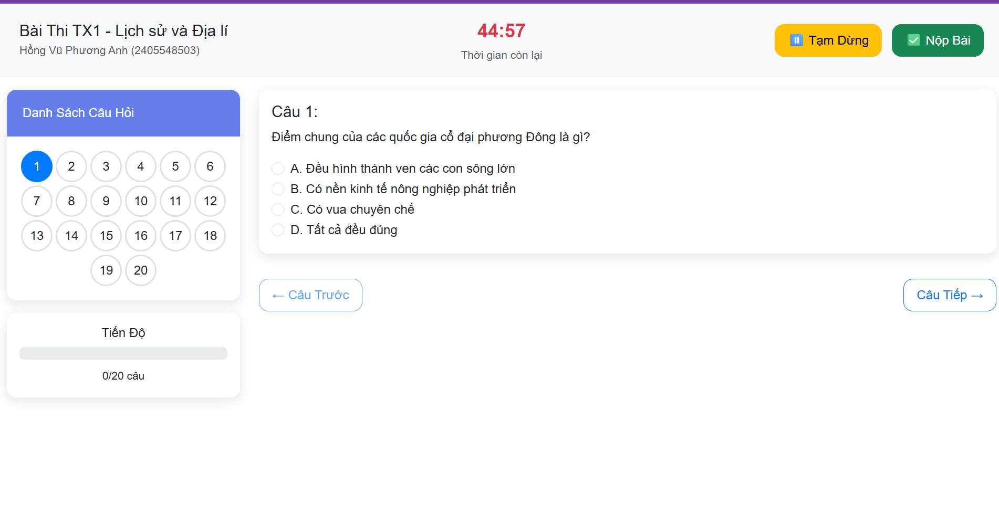 Bài Thi TX1 - Lịch sử và Địa lí
Hồng Vũ Phương Anh (2405548503)
44:57
Thời gian còn lại
Tạm Dừng
Nộp Bài
Danh Sách Câu Hỏi
1 2 3 4 5 6
7 8 9 10 11 12
13 14 15 16 17 18
19 20
Tiến Độ
0/20 câu
Câu 1:
Điểm chung của các quốc gia cổ đại phương Đông là gì?
A. Đều hình thành ven các con sông lớn
B. Có nền kinh tế nông nghiệp phát triển
C. Có vua chuyên chế
D. Tất cả đều đúng
← Câu Trước
Câu Tiếp →